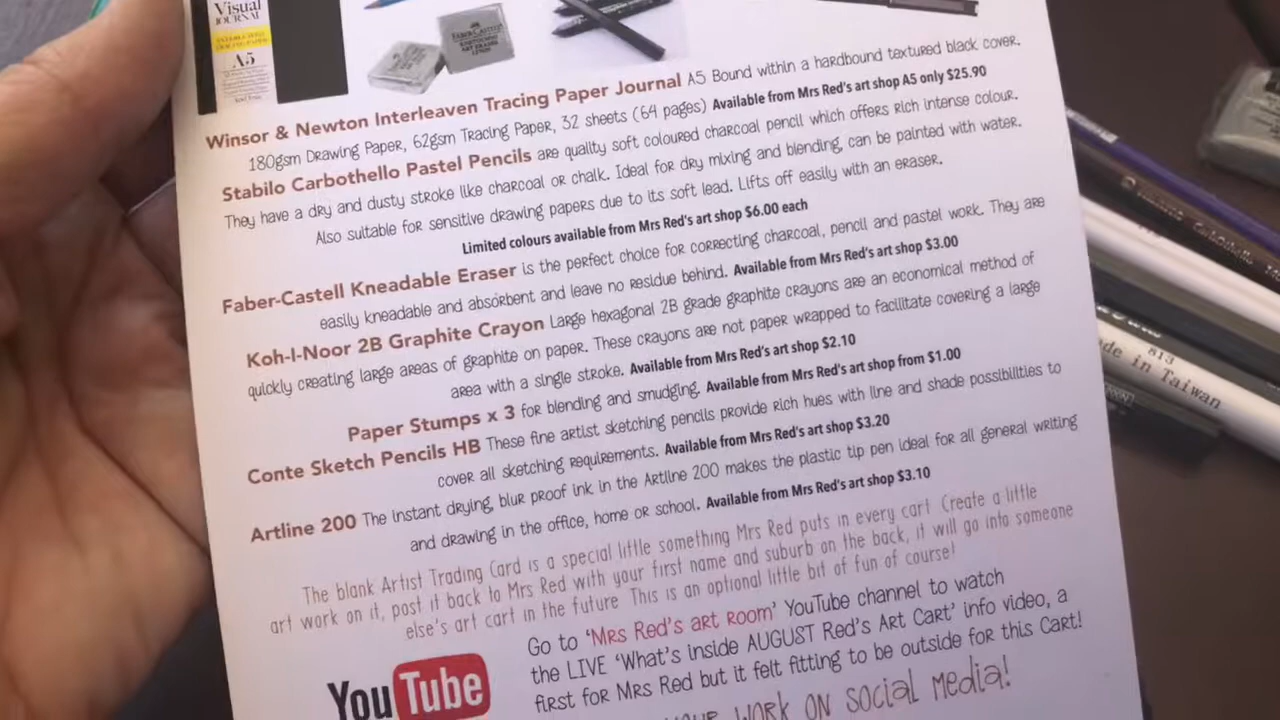 Visual
JOURNAL
A5
FABER-CASTELL
Winsor & Newton Interleaven Tracing Paper Journal A5 Bound within a hardbound textured black cover.
180gsm Drawing Paper, 62gsm Tracing Paper, 32 sheets (64 pages) Available from Mrs Red's art shop A5 only $25.90
Stabilo Carbothello Pastel Pencils are quality soft coloured charcoal pencil which offers rich intense colour.
They have a dry and dusty stroke like charcoal or chalk. Ideal for dry mixing and blending, can be painted with water.
Also suitable for sensitive drawing papers due to its soft lead. Lifts off easily with an eraser.
Limited colours available from Mrs Red's art shop $6.00 each
Faber-Castell Kneadable Eraser is the perfect choice for correcting charcoal, pencil and pastel work. They are
easily kneadable and absorbent and leave no residue behind. Available from Mrs Red's art shop $3.00
Koh-I-Noor 2B Graphite Crayon Large hexagonal 2B grade graphite crayons are an economical method of
quickly creating large areas of graphite on paper. These crayons are not paper wrapped to facilitate covering a large
area with a single stroke. Available from Mrs Red's art shop $2.10
Paper Stumps x 3 for blending and smudging. Available from Mrs Red's art shop from $1.00
Conte Sketch Pencils HB These fine artist sketching pencils provide rich hues with line and shade possibilities to
cover all sketching requirements. Available from Mrs Red's art shop $3.20
Artline 200 The instant drying, blur proof ink in the Artline 200 makes the plastic tip pen ideal for all general writing
and drawing in the office, home or school. Available from Mrs Red's art shop $3.10
The blank Artist Trading Card is a special little something Mrs Red puts in every cart Create a little
art work on it, post it back to Mrs Red with your first name and suburb on the back, it will go into someone
else's art cart in the future This is an optional little bit of fun of course!
Go to 'Mrs Red's art room' YouTube channel to watch
the LIVE 'What's inside AUGUST Red's Art Cart' info video, a
first for Mrs Red but it felt fitting to be outside for this Cart!
YouTube
YOUR WORK ON SOCIAL MEDIA!
813
de in Taiwan